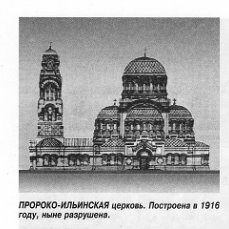 ПРОРОКО-ИЛЬИНСКАЯ церковь. Построена в 1916
году, ныне разрушена.